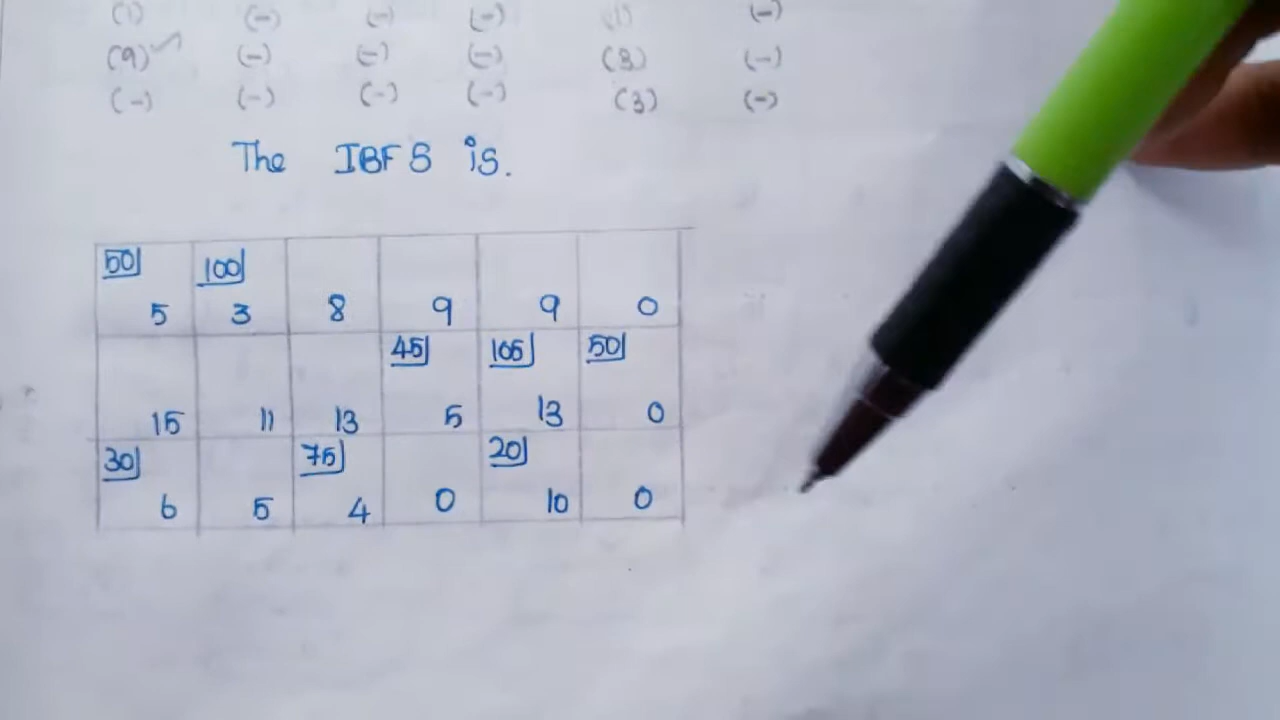 (1) (-) (-) (-) (1) (-)
(9)✓ (-) (-) (-) (3) (-)
(-) (-) (-) (-) (3) (-)
The IBFS is.
50 100
5 3 8 9 9 0
45 105 50
15 11 13 5 13 0
30 75 20
6 5 4 0 10 0